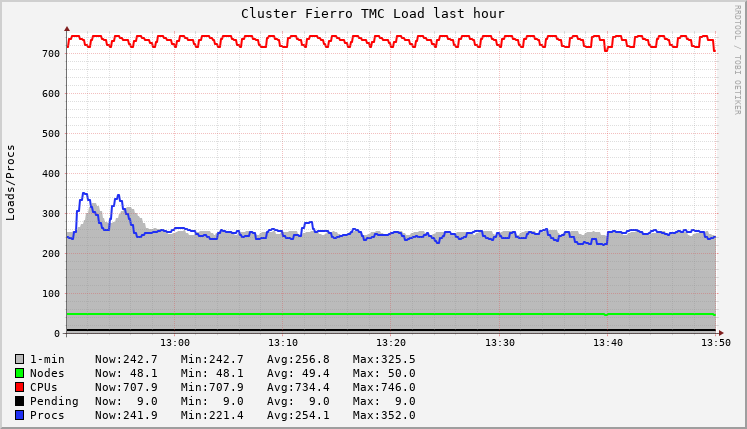 Cluster Fierro TMC Load last hour
RRDTOOL / TOBI OETIKER
Loads/Procs
700
600
500
400
300
200
100
0
13:00 13:10 13:20 13:30 13:40 13:50
1-min Now:242.7 Min:242.7 Avg:256.8 Max:325.5
Nodes Now: 48.1 Min: 48.1 Avg: 49.4 Max: 50.0
CPUs Now:707.9 Min:707.9 Avg:734.4 Max:746.0
Pending Now: 9.0 Min: 9.0 Avg: 9.0 Max: 9.0
Procs Now:241.9 Min:221.4 Avg:254.1 Max:352.0